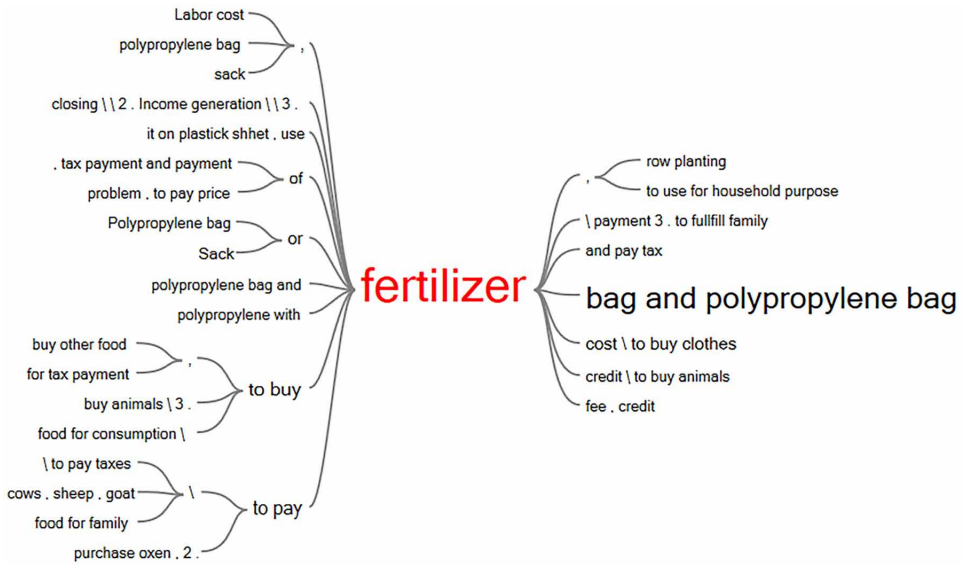 Labor cost
polypropylene bag
sack
,
closing \ \ 2 . Income generation \ \ 3 .
it on plastick shhet . use
. tax payment and payment
problem . to pay price
of
Polypropylene bag
Sack
or
polypropylene bag and
polypropylene with
buy other food
for tax payment
,
buy animals \ 3 .
food for consumption \
to buy
\ to pay taxes
cows . sheep . goat
food for family
\
purchase oxen . 2 .
to pay
fertilizer
,
row planting
to use for household purpose
\ payment 3 . to fullfill family
and pay tax
bag and polypropylene bag
cost \ to buy clothes
credit \ to buy animals
fee . credit